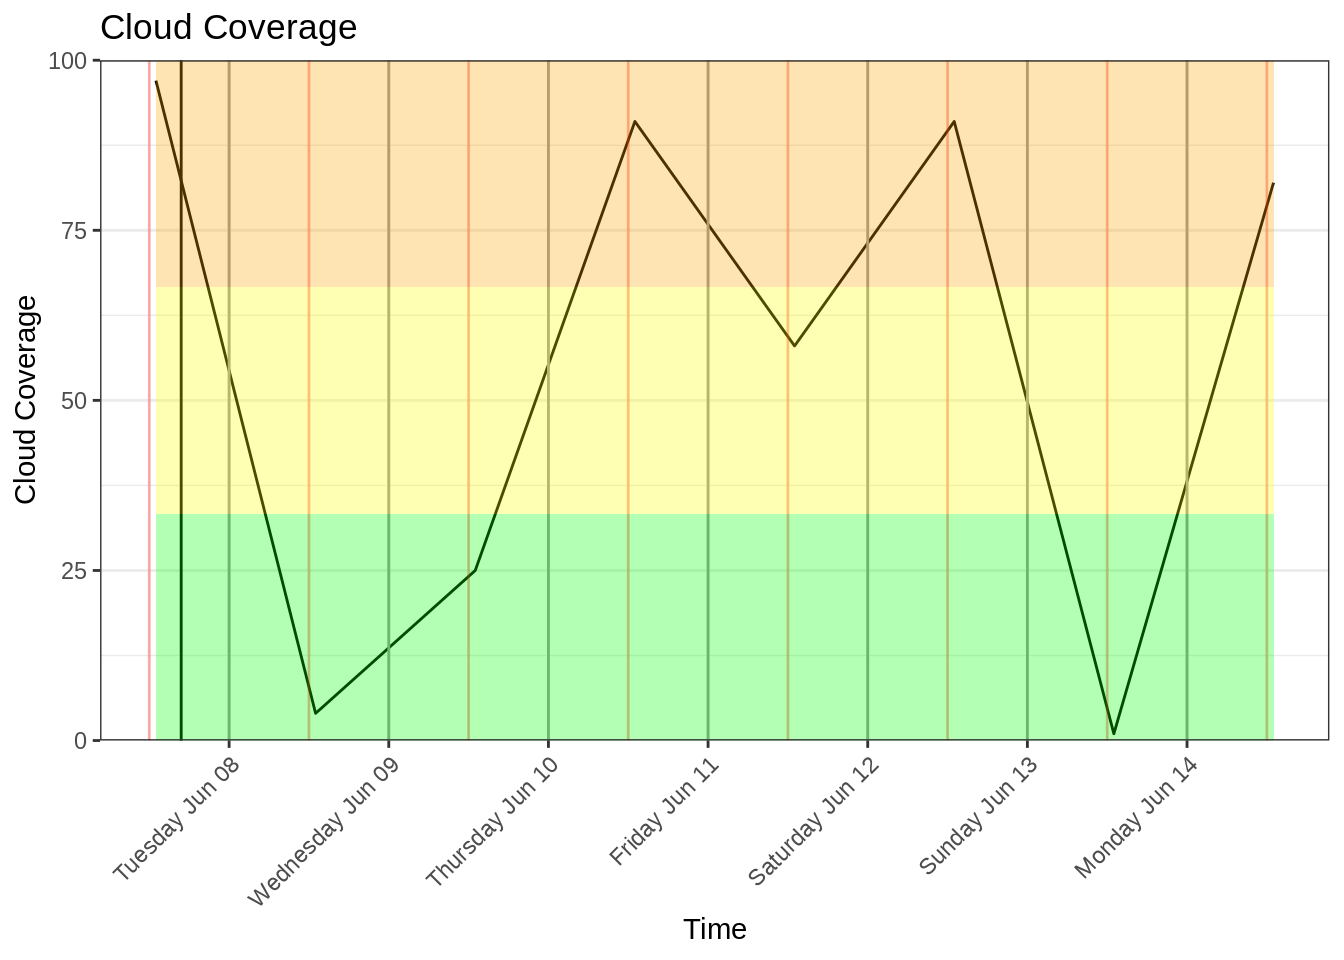 Cloud Coverage
100
75
50
25
0
Cloud Coverage
Tuesday Jun 08
Wednesday Jun 09
Thursday Jun 10
Friday Jun 11
Saturday Jun 12
Sunday Jun 13
Monday Jun 14
Time